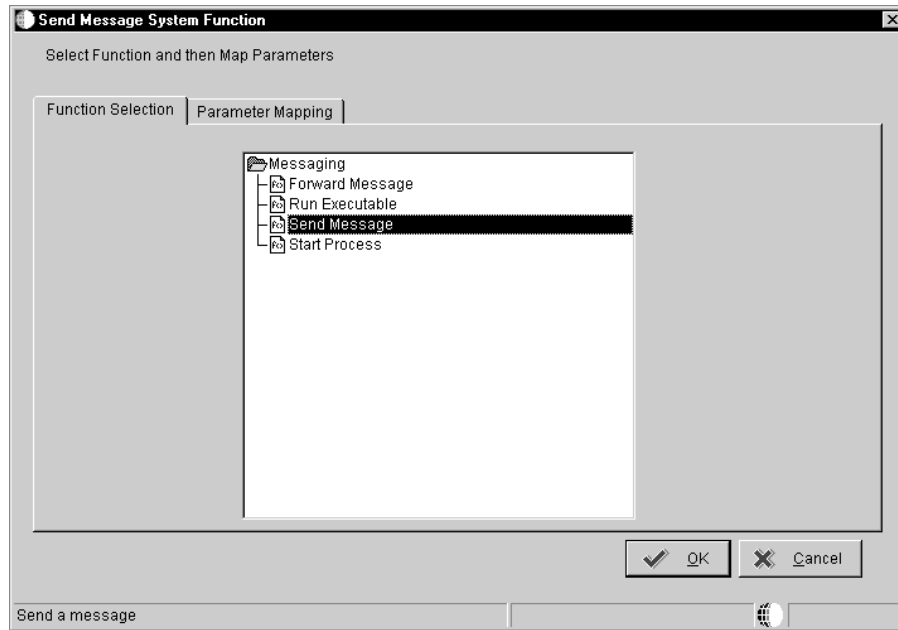 Send Message System Function
Select Function and then Map Parameters
Function Selection
Parameter Mapping
Messaging
Forward Message
Run Executable
Send Message
Start Process
OK
Cancel
Send a message